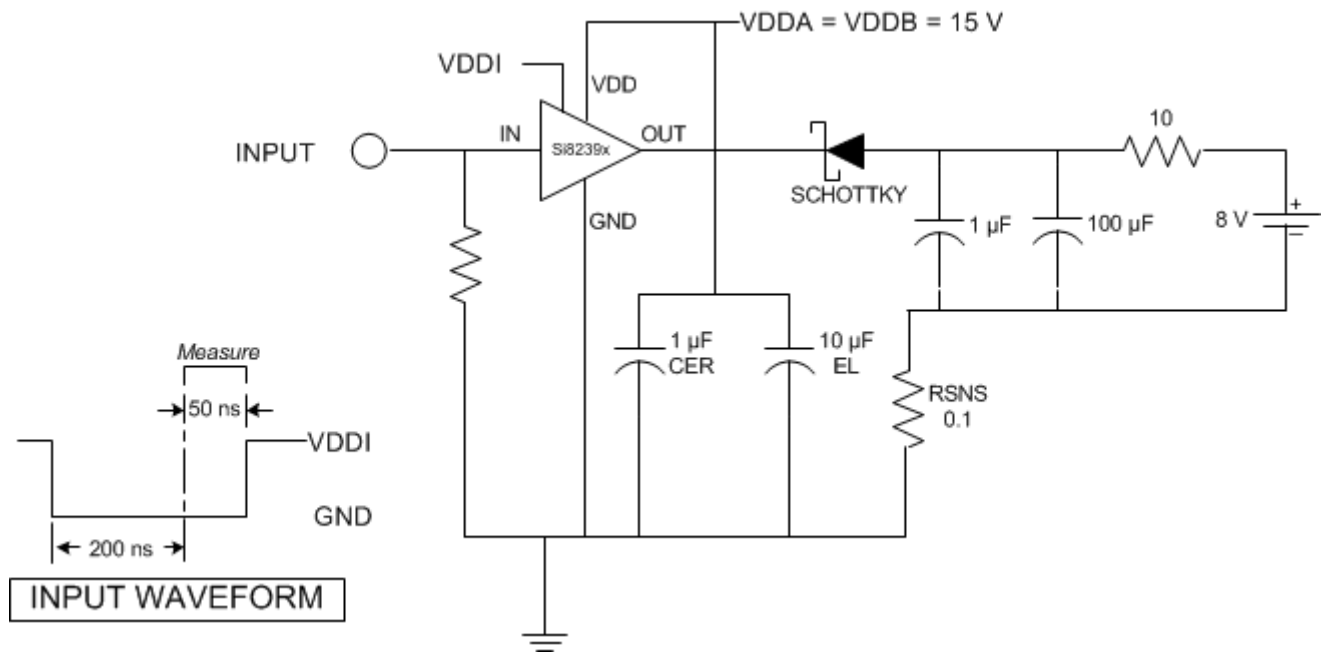 VDDA = VDDB = 15 V
VDDI
VDD
INPUT
IN
Si8239x
OUT
GND
SCHOTTKY
10
1 µF
100 µF
8 V
+
–
1 µF
CER
10 µF
EL
RSNS
0.1
Measure
50 ns
VDDI
GND
200 ns
INPUT WAVEFORM